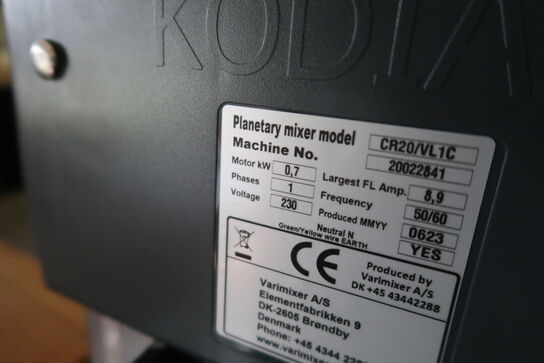 KODIA
Planetary mixer model CR20/VL1C
Machine No. 20022841
Motor kW 0,7 Largest FL Amp. 8,9
Phases 1 Frequency 50/60
Voltage 230 Produced MMYY 0623
Neutral N YES
Green/Yellow wire EARTH
CE
Produced by
Varimixer A/S
DK +45 43442288
Varimixer A/S
Elementfabrikken 9
DK-2605 Brøndby
Denmark
Phone: +45 4344
www.varimixer